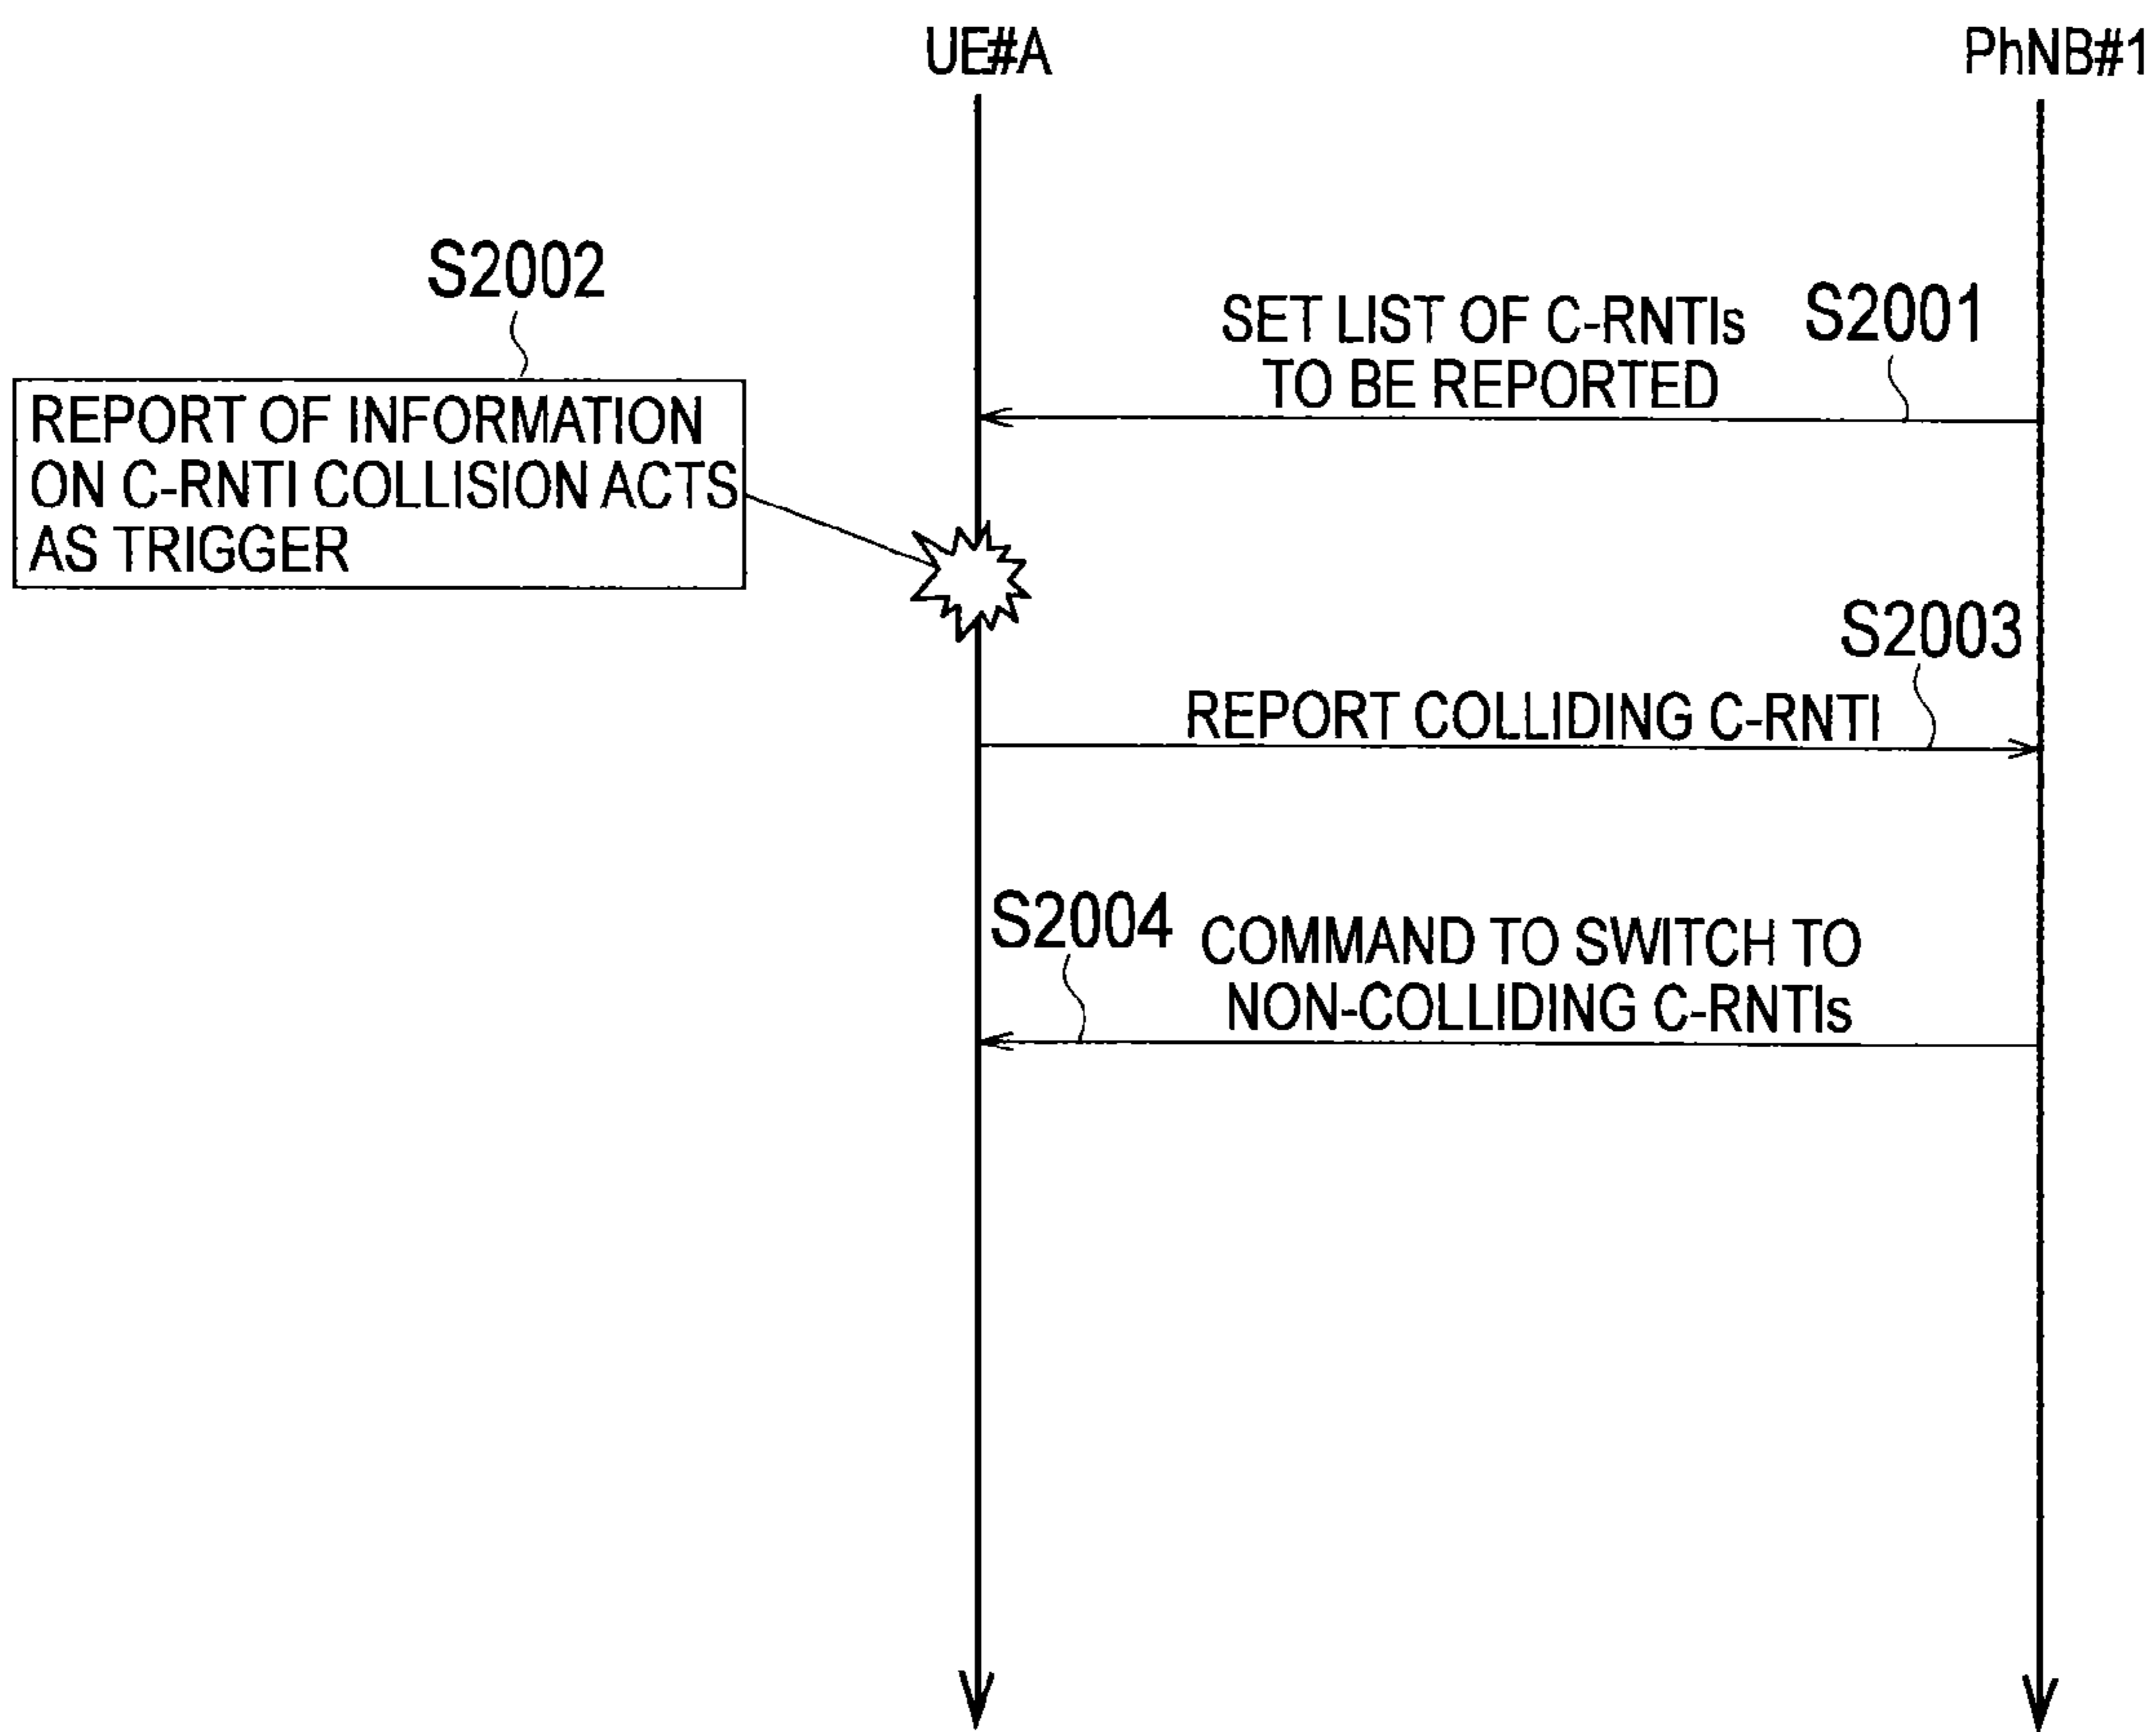 UE#A
PhNB#1
S2002
SET LIST OF C-RNTIs
TO BE REPORTED
S2001
REPORT OF INFORMATION
ON C-RNTI COLLISION ACTS
AS TRIGGER
S2003
REPORT COLLIDING C-RNTI
S2004
COMMAND TO SWITCH TO
NON-COLLIDING C-RNTIs